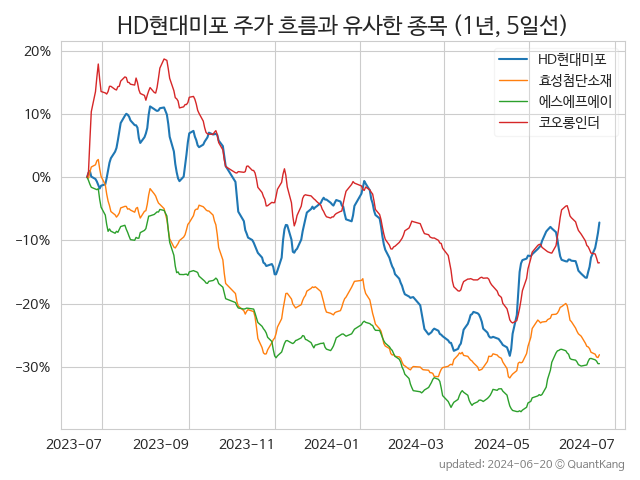 HD현대미포 주가 흐름과 유사한 종목 (1년, 5일선)
20%
10%
0%
−10%
−20%
−30%
HD현대미포
효성첨단소재
에스에프에이
코오롱인더
2023-07
2023-09
2023-11
2024-01
2024-03
2024-05
2024-07
updated: 2024-06-20 © QuantKang